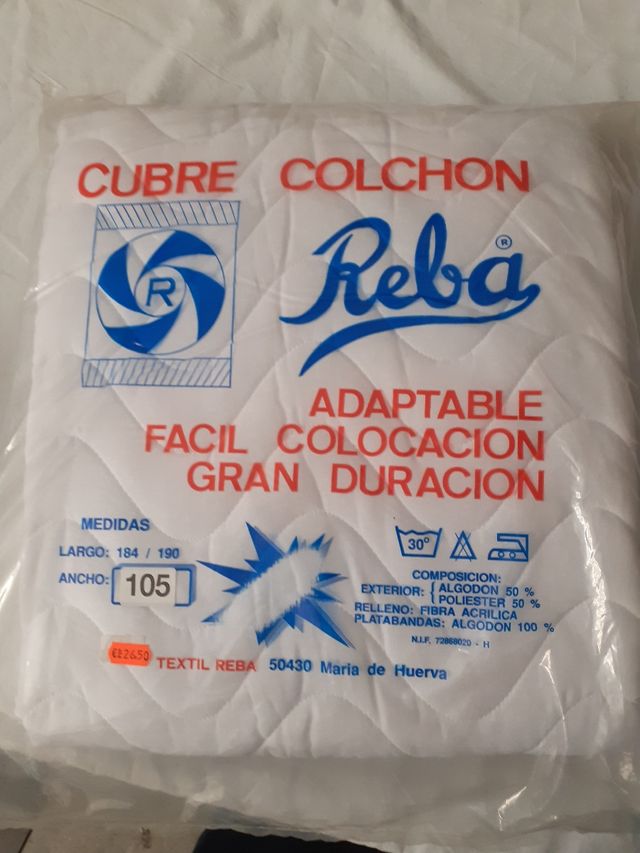 CUBRE COLCHON
R
Reba ®
ADAPTABLE
FACIL COLOCACION
GRAN DURACION
MEDIDAS
LARGO: 184 / 190
ANCHO: 105
30°
COMPOSICION:
EXTERIOR: { ALGODON 50 %
POLIESTER 50 %
RELLENO: FIBRA ACRILICA
PLATABANDAS: ALGODON 100 %
N.I.F. 72868020 - H
TEXTIL REBA 50430 Maria de Huerva